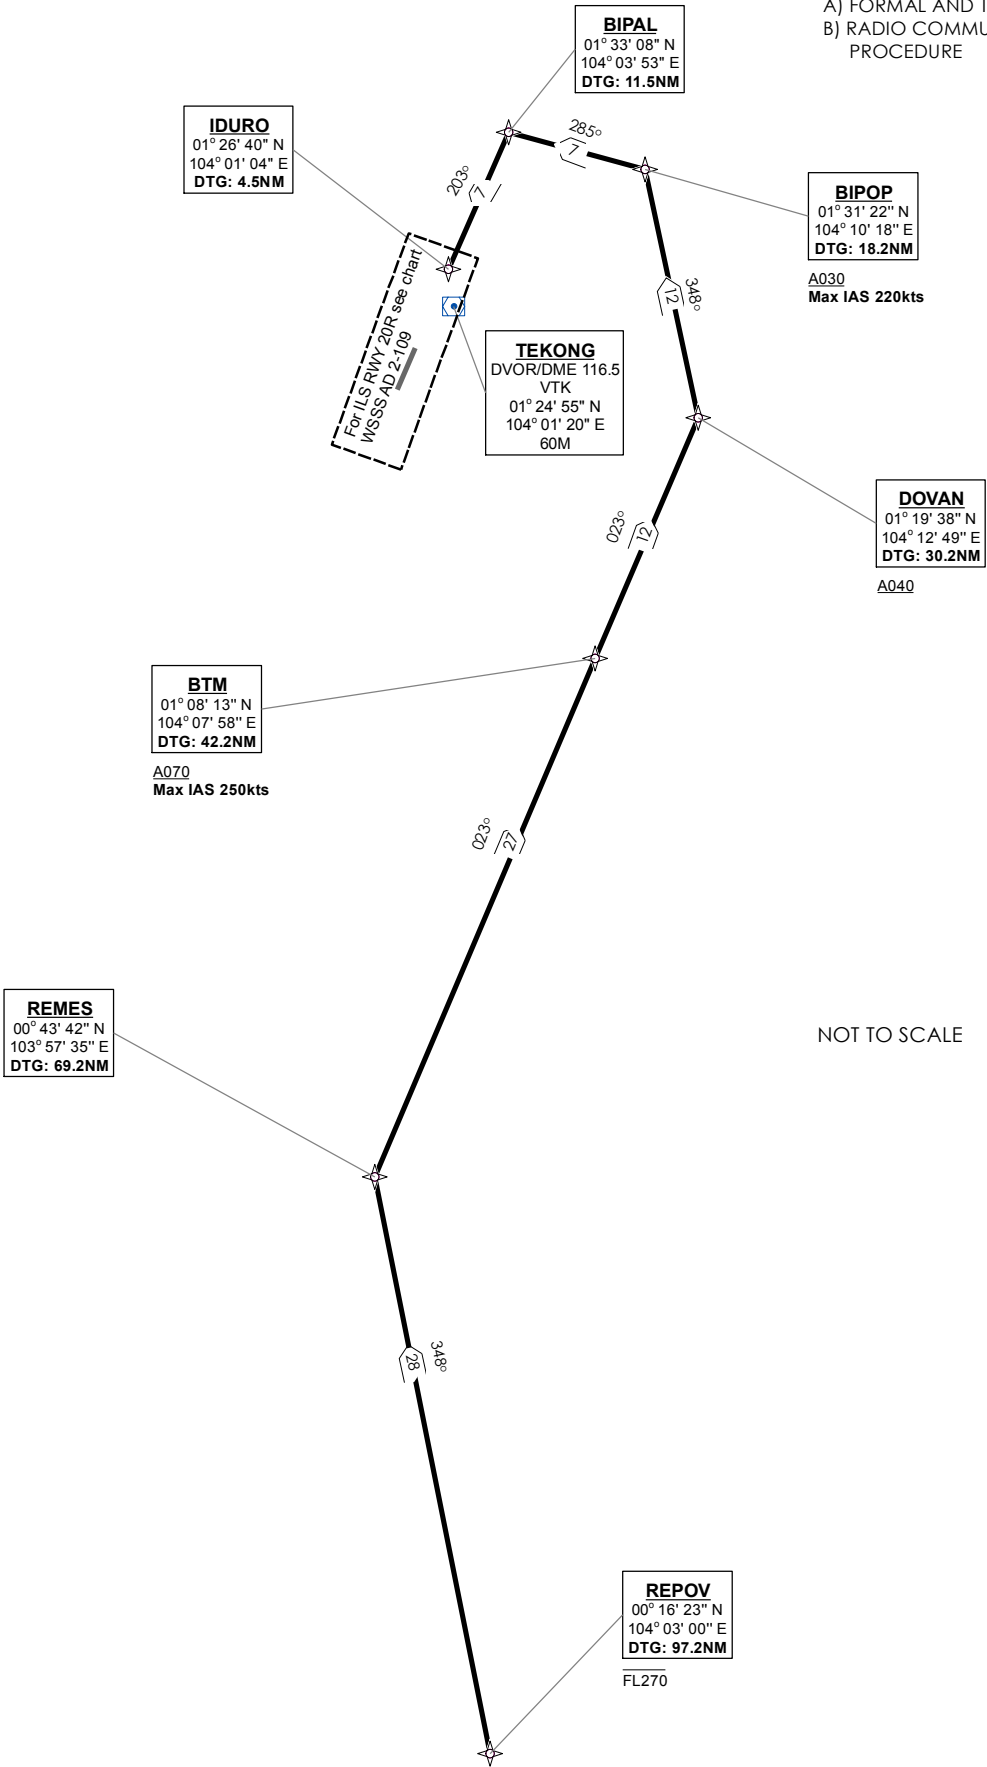 A) FORMAL AND
B) RADIO COMMU
PROCEDURE
BIPAL
01° 33' 08" N
104° 03' 53" E
DTG: 11.5NM
IDURO
01° 26' 40" N
104° 01' 04" E
DTG: 4.5NM
285°
7
203°
7
BIPOP
01° 31' 22" N
104° 10' 18" E
DTG: 18.2NM
A030
Max IAS 220kts
For ILS RWY 20R see chart
WSSS AD 2-109
348°
12
TEKONG
DVOR/DME 116.5
VTK
01° 24' 55" N
104° 01' 20" E
60M
DOVAN
01° 19' 38" N
104° 12' 49" E
DTG: 30.2NM
A040
023°
12
BTM
01° 08' 13" N
104° 07' 58" E
DTG: 42.2NM
A070
Max IAS 250kts
023°
27
REMES
00° 43' 42" N
103° 57' 35" E
DTG: 69.2NM
NOT TO SCALE
348°
28
REPOV
00° 16' 23" N
104° 03' 00" E
DTG: 97.2NM
FL270